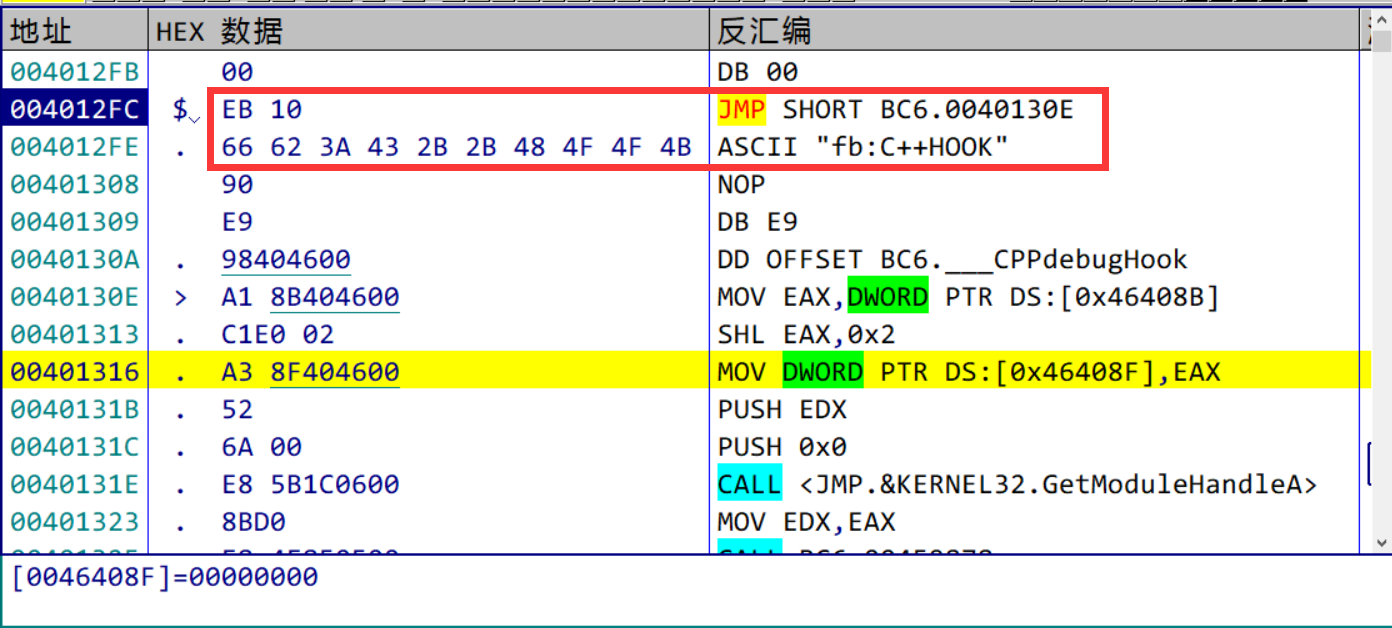 地址 HEX 数据 反汇编
004012FB 00 DB 00
004012FC $ EB 10 JMP SHORT BC6.0040130E
004012FE . 66 62 3A 43 2B 2B 48 4F 4F 4B ASCII "fb:C++HOOK"
00401308 90 NOP
00401309 E9 DB E9
0040130A . 98404600 DD OFFSET BC6.___CPPdebugHook
0040130E > A1 8B404600 MOV EAX,DWORD PTR DS:[0x46408B]
00401313 . C1E0 02 SHL EAX,0x2
00401316 . A3 8F404600 MOV DWORD PTR DS:[0x46408F],EAX
0040131B . 52 PUSH EDX
0040131C . 6A 00 PUSH 0x0
0040131E . E8 5B1C0600 CALL <JMP.&KERNEL32.GetModuleHandleA>
00401323 . 8BD0 MOV EDX,EAX
[0046408F]=00000000